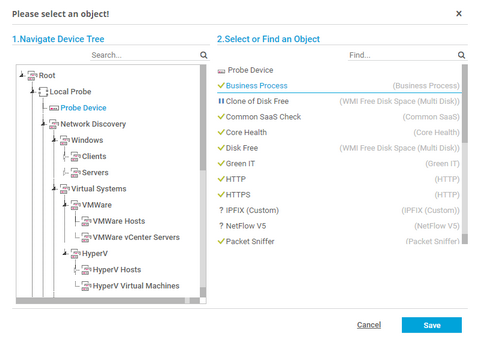 Please select an object!
x
1.Navigate Device Tree
Search...
Root
Local Probe
Probe Device
Network Discovery
Windows
Clients
Servers
Virtual Systems
VMWare
VMWare Hosts
VMWare vCenter Servers
HyperV
HyperV Hosts
HyperV Virtual Machines
2.Select or Find an Object
Find...
Probe Device
Business Process (Business Process)
Clone of Disk Free (WMI Free Disk Space (Multi Disk))
Common SaaS Check (Common SaaS)
Core Health (Core Health)
Disk Free (WMI Free Disk Space (Multi Disk))
Green IT (Green IT)
HTTP (HTTP)
HTTPS (HTTP)
? IPFIX (Custom) (IPFIX (Custom))
? NetFlow V5 (NetFlow V5)
Packet Sniffer (Packet Sniffer)
Cancel
Save